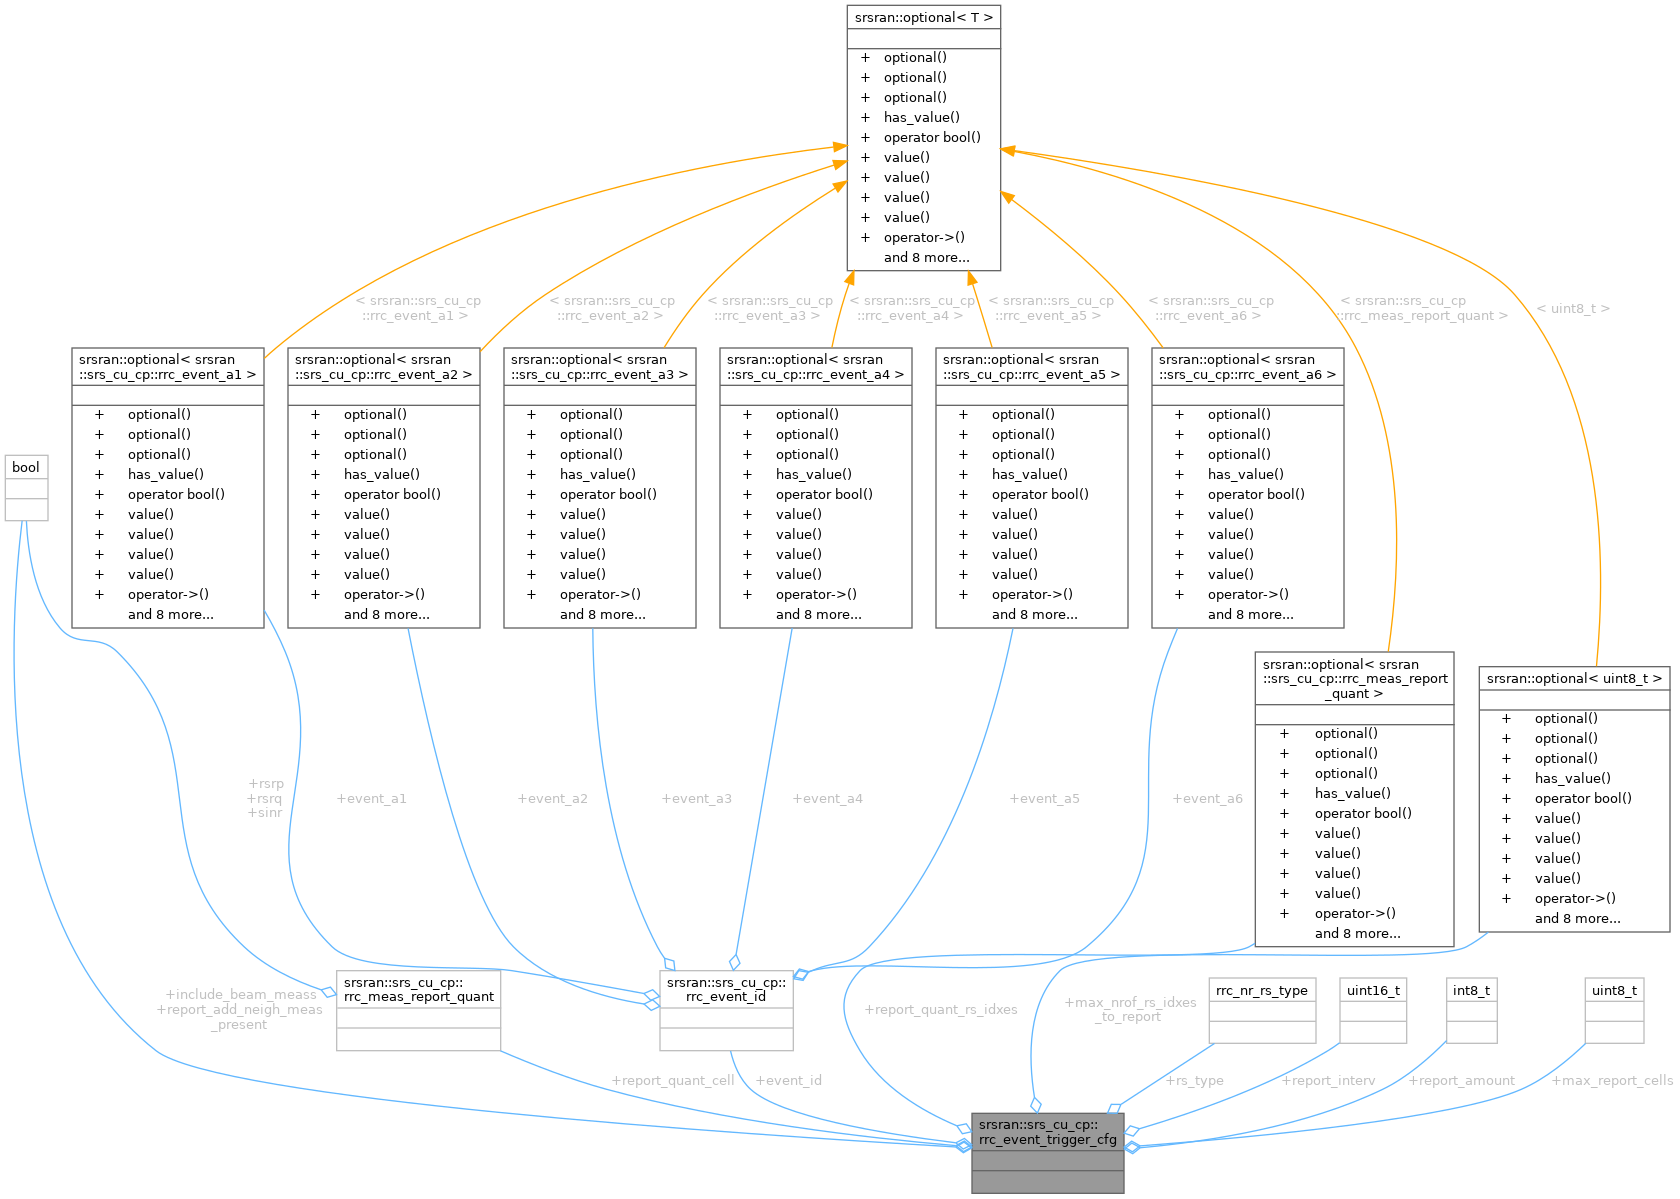 srsran::optional< T >
+ optional()
+ optional()
+ optional()
+ has_value()
+ operator bool()
+ value()
+ value()
+ value()
+ value()
+ operator->()
and 8 more...
< srsran::srs_cu_cp
::rrc_event_a1 >
< srsran::srs_cu_cp
::rrc_event_a2 >
< srsran::srs_cu_cp
::rrc_event_a3 >
< srsran::srs_cu_cp
::rrc_event_a4 >
< srsran::srs_cu_cp
::rrc_event_a5 >
< srsran::srs_cu_cp
::rrc_event_a6 >
< srsran::srs_cu_cp
::rrc_meas_report_quant >
< uint8_t >
bool
srsran::optional< srsran
::srs_cu_cp::rrc_event_a1 >
+ optional()
+ optional()
+ optional()
+ has_value()
+ operator bool()
+ value()
+ value()
+ value()
+ value()
+ operator->()
and 8 more...
srsran::optional< srsran
::srs_cu_cp::rrc_event_a2 >
+ optional()
+ optional()
+ optional()
+ has_value()
+ operator bool()
+ value()
+ value()
+ value()
+ value()
+ operator->()
and 8 more...
srsran::optional< srsran
::srs_cu_cp::rrc_event_a3 >
+ optional()
+ optional()
+ optional()
+ has_value()
+ operator bool()
+ value()
+ value()
+ value()
+ value()
+ operator->()
and 8 more...
srsran::optional< srsran
::srs_cu_cp::rrc_event_a4 >
+ optional()
+ optional()
+ optional()
+ has_value()
+ operator bool()
+ value()
+ value()
+ value()
+ value()
+ operator->()
and 8 more...
srsran::optional< srsran
::srs_cu_cp::rrc_event_a5 >
+ optional()
+ optional()
+ optional()
+ has_value()
+ operator bool()
+ value()
+ value()
+ value()
+ value()
+ operator->()
and 8 more...
srsran::optional< srsran
::srs_cu_cp::rrc_event_a6 >
+ optional()
+ optional()
+ optional()
+ has_value()
+ operator bool()
+ value()
+ value()
+ value()
+ value()
+ operator->()
and 8 more...
srsran::optional< srsran
::srs_cu_cp::rrc_meas_report
_quant >
+ optional()
+ optional()
+ optional()
+ has_value()
+ operator bool()
+ value()
+ value()
+ value()
+ value()
+ operator->()
and 8 more...
srsran::optional< uint8_t >
+ optional()
+ optional()
+ optional()
+ has_value()
+ operator bool()
+ value()
+ value()
+ value()
+ value()
+ operator->()
and 8 more...
+rsrp
+rsrq
+sinr
+event_a1
+event_a2
+event_a3
+event_a4
+event_a5
+event_a6
+include_beam_meass
+report_add_neigh_meas
_present
srsran::srs_cu_cp::
rrc_meas_report_quant
srsran::srs_cu_cp::
rrc_event_id
+report_quant_rs_idxes
+max_nrof_rs_idxes
_to_report
rrc_nr_rs_type
uint16_t
int8_t
uint8_t
+report_quant_cell
+event_id
+rs_type
+report_interv
+report_amount
+max_report_cells
srsran::srs_cu_cp::
rrc_event_trigger_cfg